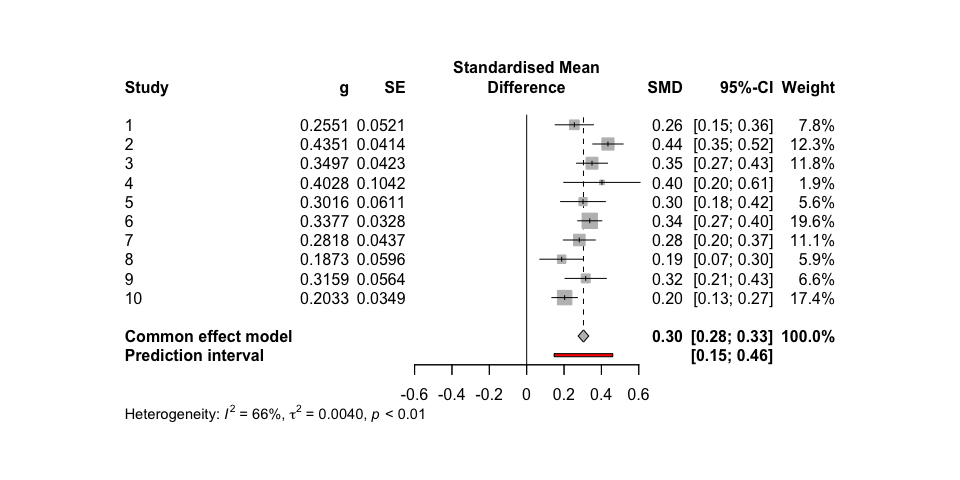 Standardised Mean
Study g SE Difference SMD 95%-CI Weight
1 0.2551 0.0521 0.26 [0.15; 0.36] 7.8%
2 0.4351 0.0414 0.44 [0.35; 0.52] 12.3%
3 0.3497 0.0423 0.35 [0.27; 0.43] 11.8%
4 0.4028 0.1042 0.40 [0.20; 0.61] 1.9%
5 0.3016 0.0611 0.30 [0.18; 0.42] 5.6%
6 0.3377 0.0328 0.34 [0.27; 0.40] 19.6%
7 0.2818 0.0437 0.28 [0.20; 0.37] 11.1%
8 0.1873 0.0596 0.19 [0.07; 0.30] 5.9%
9 0.3159 0.0564 0.32 [0.21; 0.43] 6.6%
10 0.2033 0.0349 0.20 [0.13; 0.27] 17.4%
Common effect model 0.30 [0.28; 0.33] 100.0%
Prediction interval [0.15; 0.46]
-0.6 -0.4 -0.2 0 0.2 0.4 0.6
Heterogeneity: I² = 66%, τ² = 0.0040, p < 0.01